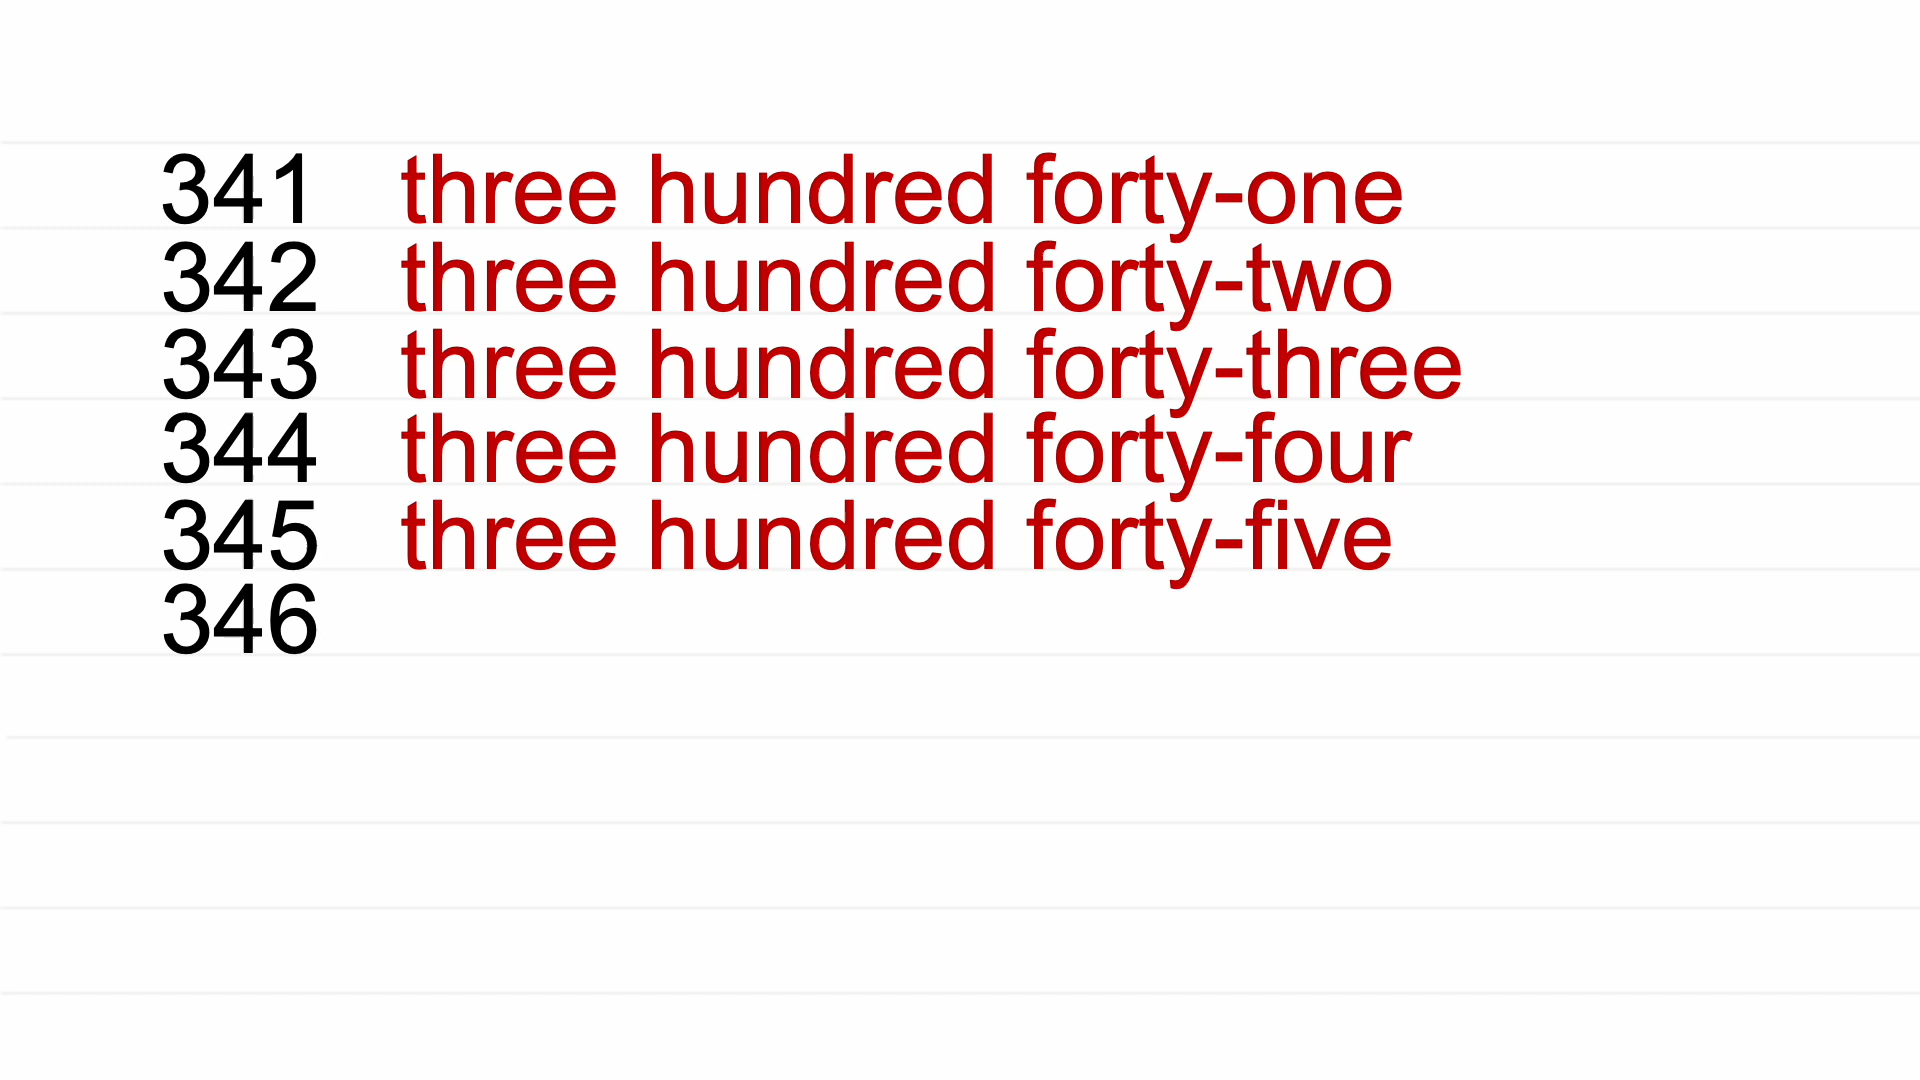 341 three hundred forty-one
342 three hundred forty-two
343 three hundred forty-three
344 three hundred forty-four
345 three hundred forty-five
346